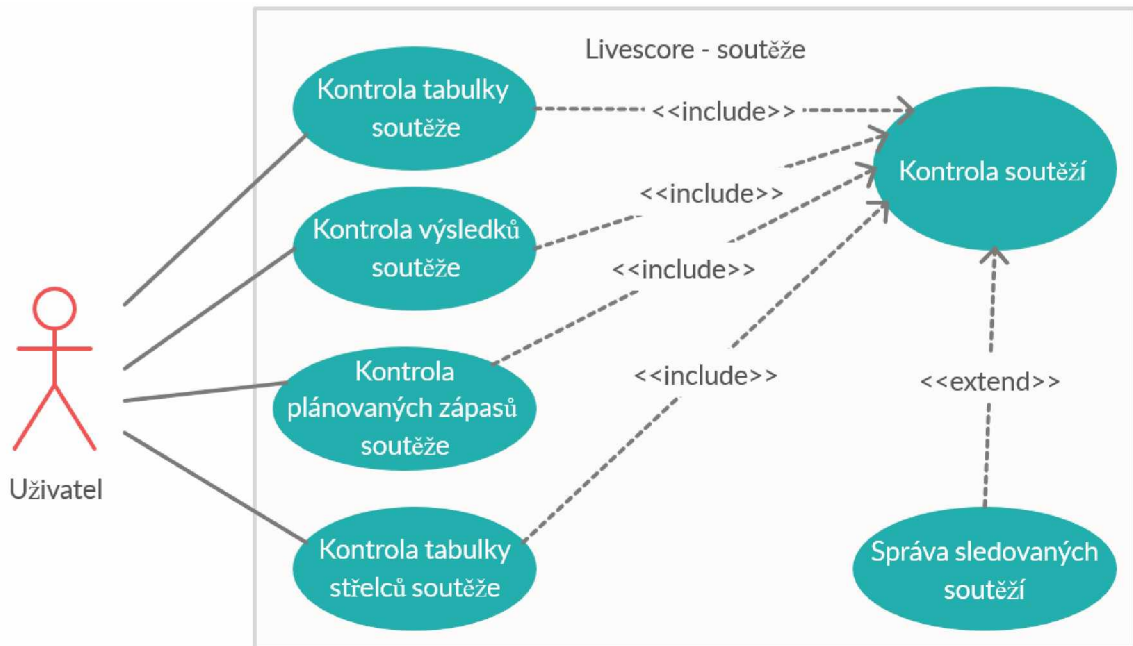 Livescore - soutěže
Kontrola tabulky
soutěže
<<include>>
Kontrola soutěží
Kontrola výsledků
soutěže
<<include>>
<<include>>
Kontrola
plánovaných zápasů
soutěže
<<include>>
<<extend>>
Uživatel
Kontrola tabulky
střelců soutěže
Správa sledovaných
soutěží